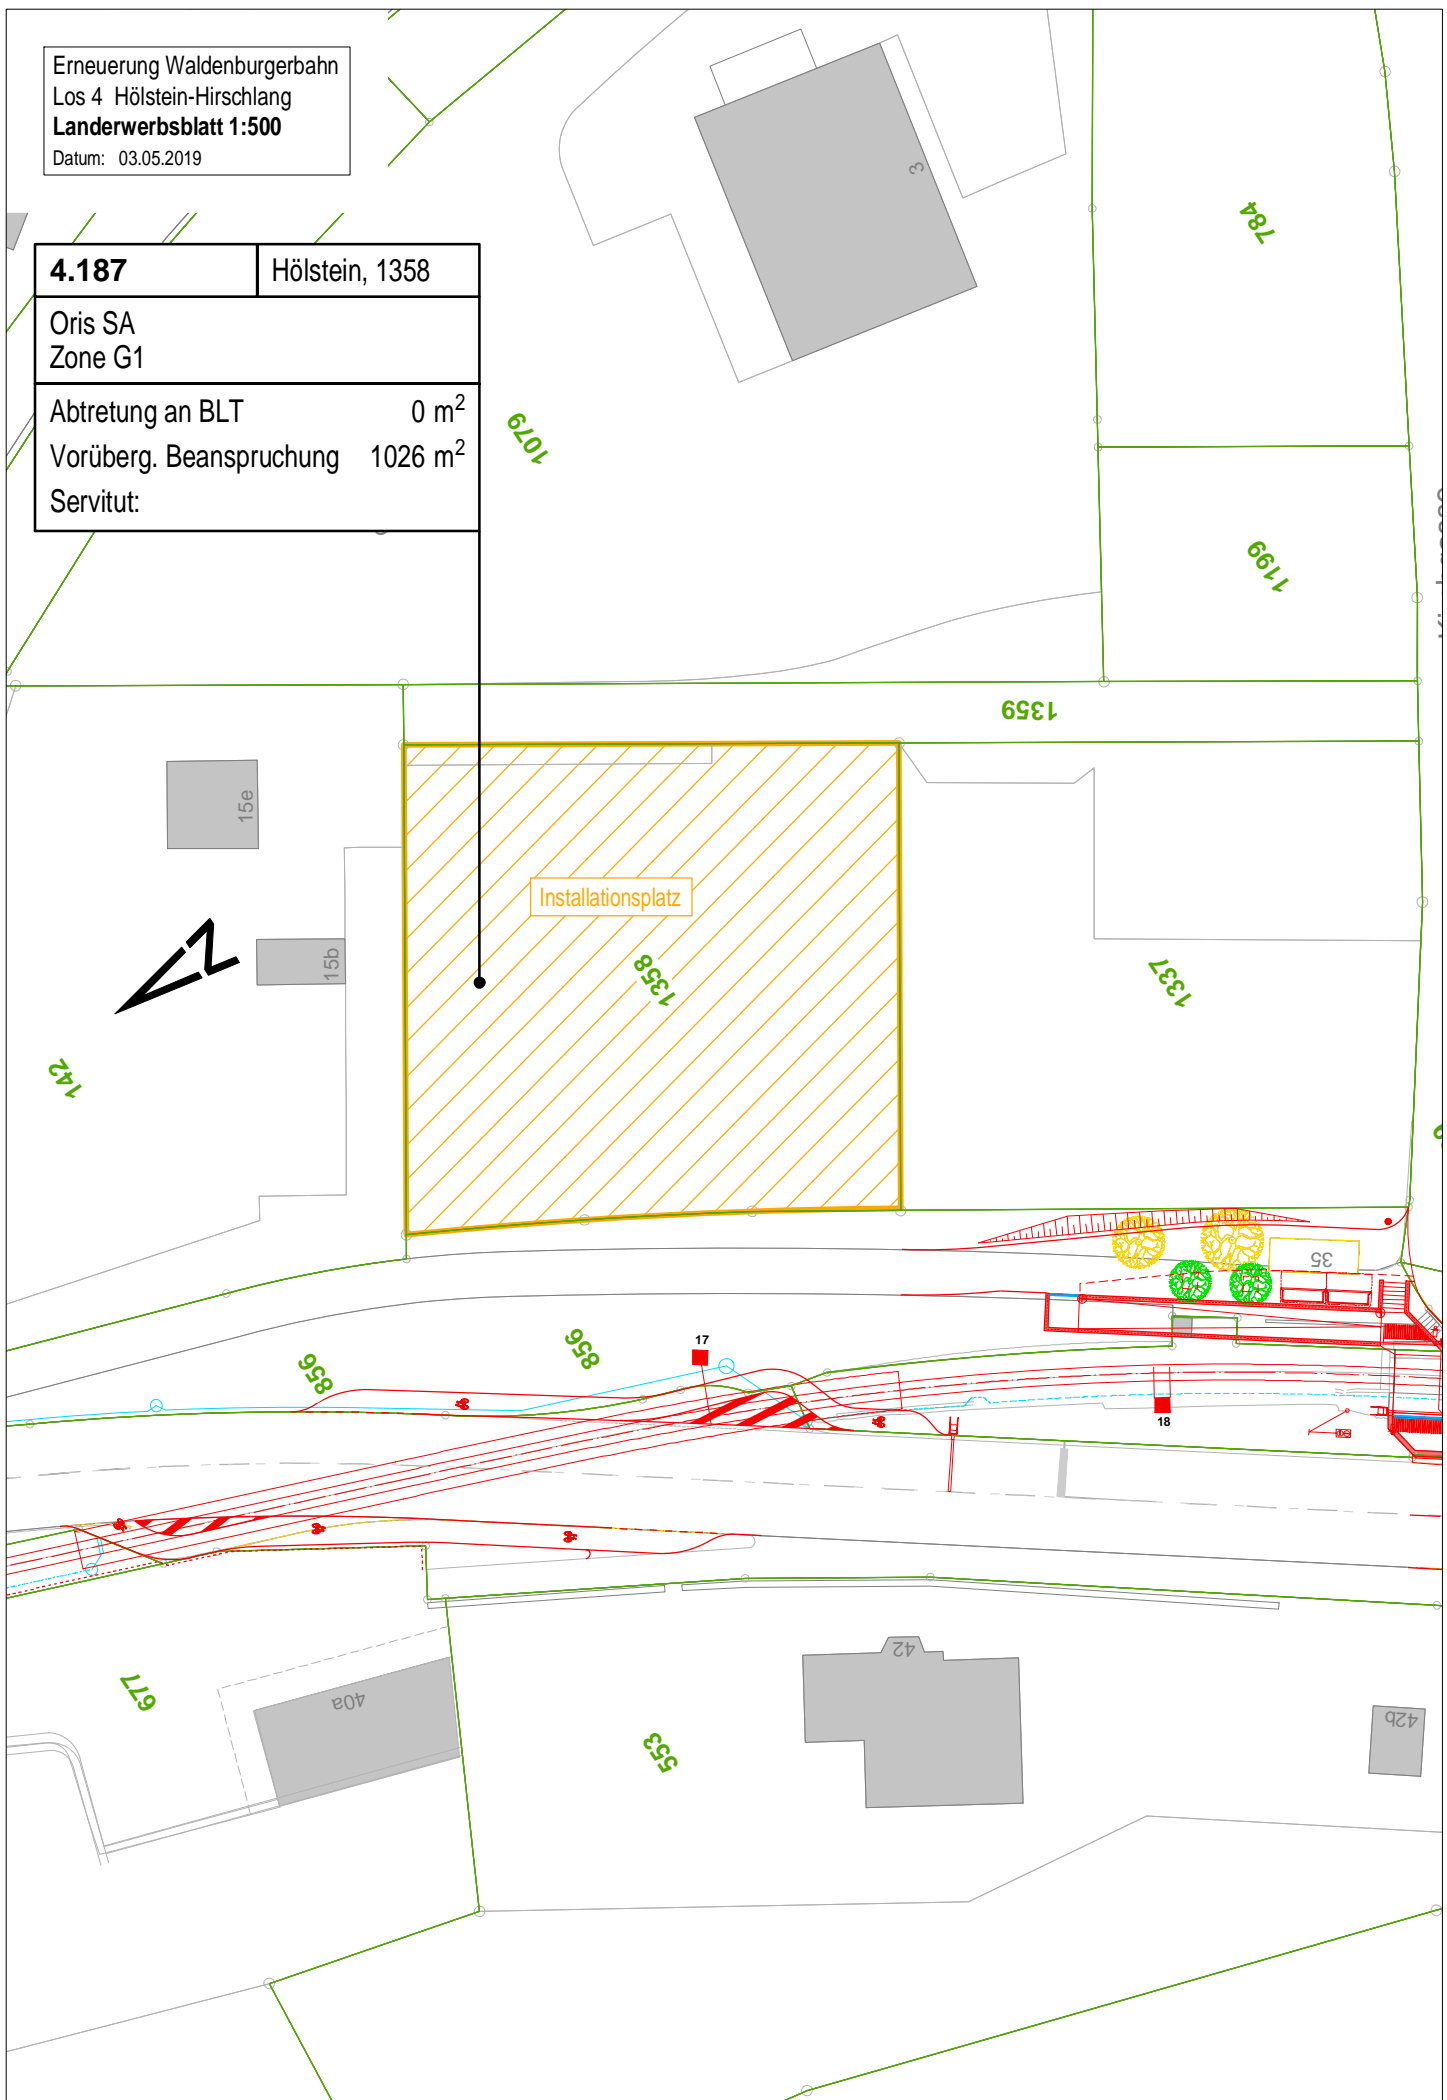 Erneuerung Waldenburgerbahn
Los 4 Hölstein-Hirschlang
Landerwerbsblatt 1:500
Datum: 03.05.2019
4.187 Hölstein, 1358
Oris SA
Zone G1
Abtretung an BLT 0 m²
Vorüberg. Beanspruchung 1026 m²
Servitut:
3
784
1079
1199
1359
15e
Installationsplatz
15b
1358
1337
142
35
856
856
17
18
677
40a
42
553
42b